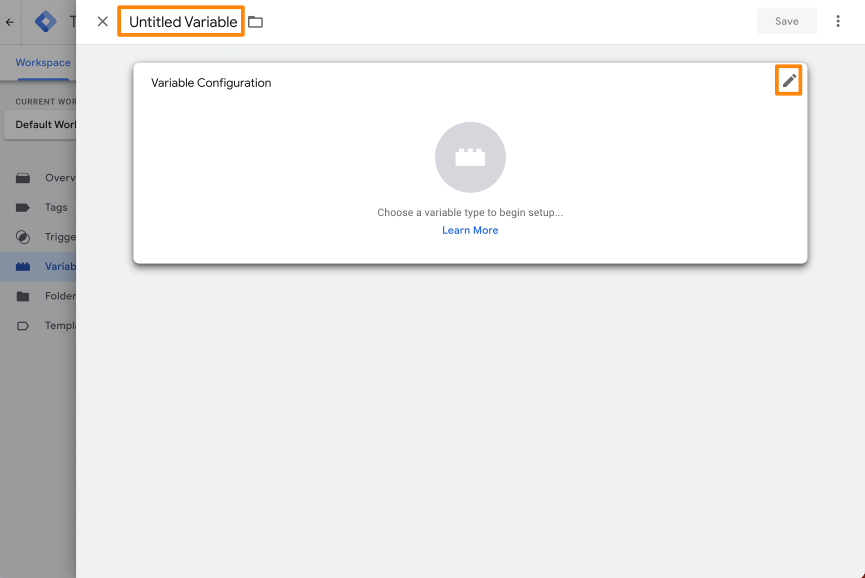 T
Untitled Variable
Save
Workspace
CURRENT WOR
Default Work
Variable Configuration
Choose a variable type to begin setup...
Learn More
Overv
Tags
Trigge
Variab
Folder
Templa